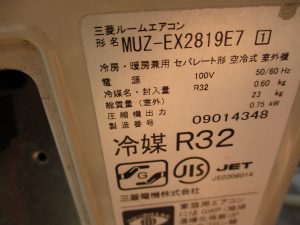 三菱ルームエアコン
形名 MUZ-EX2819E7 1
冷房・暖房兼用 セパレート形 空冷式 室外機
電源 100V 50/60 Hz
冷媒名・封入量 R32 0.60 kg
総質量（室外） 23 kg
圧縮機出力 0.75 kW
製造番号 09014348
冷媒 R32
S JIS JET
JE0306014
三菱電機株式会社
家庭用エアコン